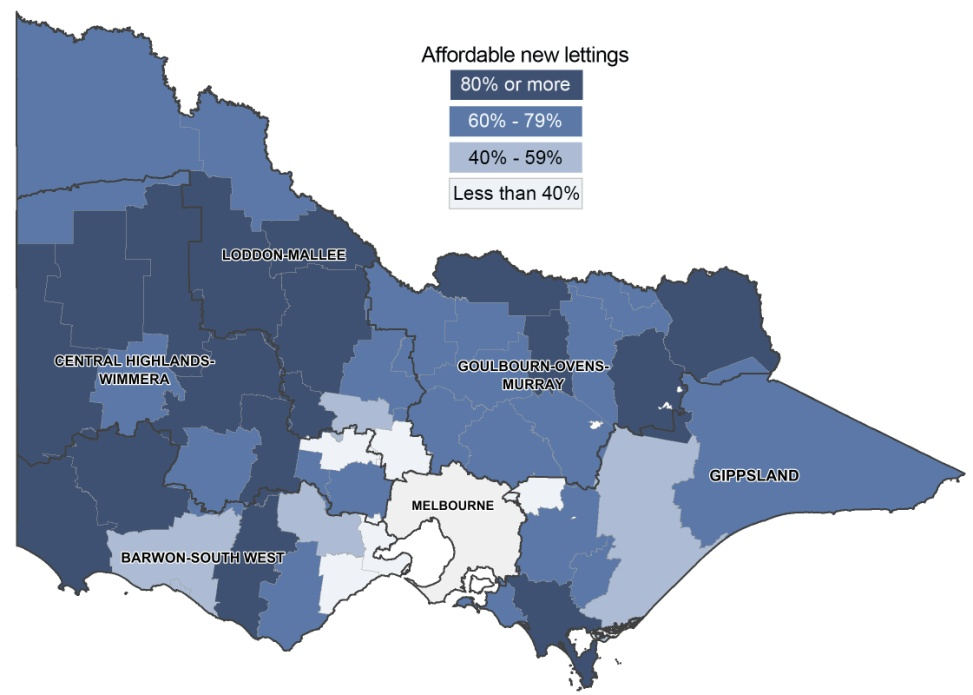 Affordable new lettings
80% or more
60% - 79%
40% - 59%
Less than 40%
LODDON-MALLEE
CENTRAL HIGHLANDS-
WIMMERA
GOULBOURN-OVENS-
MURRAY
GIPPSLAND
MELBOURNE
BARWON-SOUTH WEST